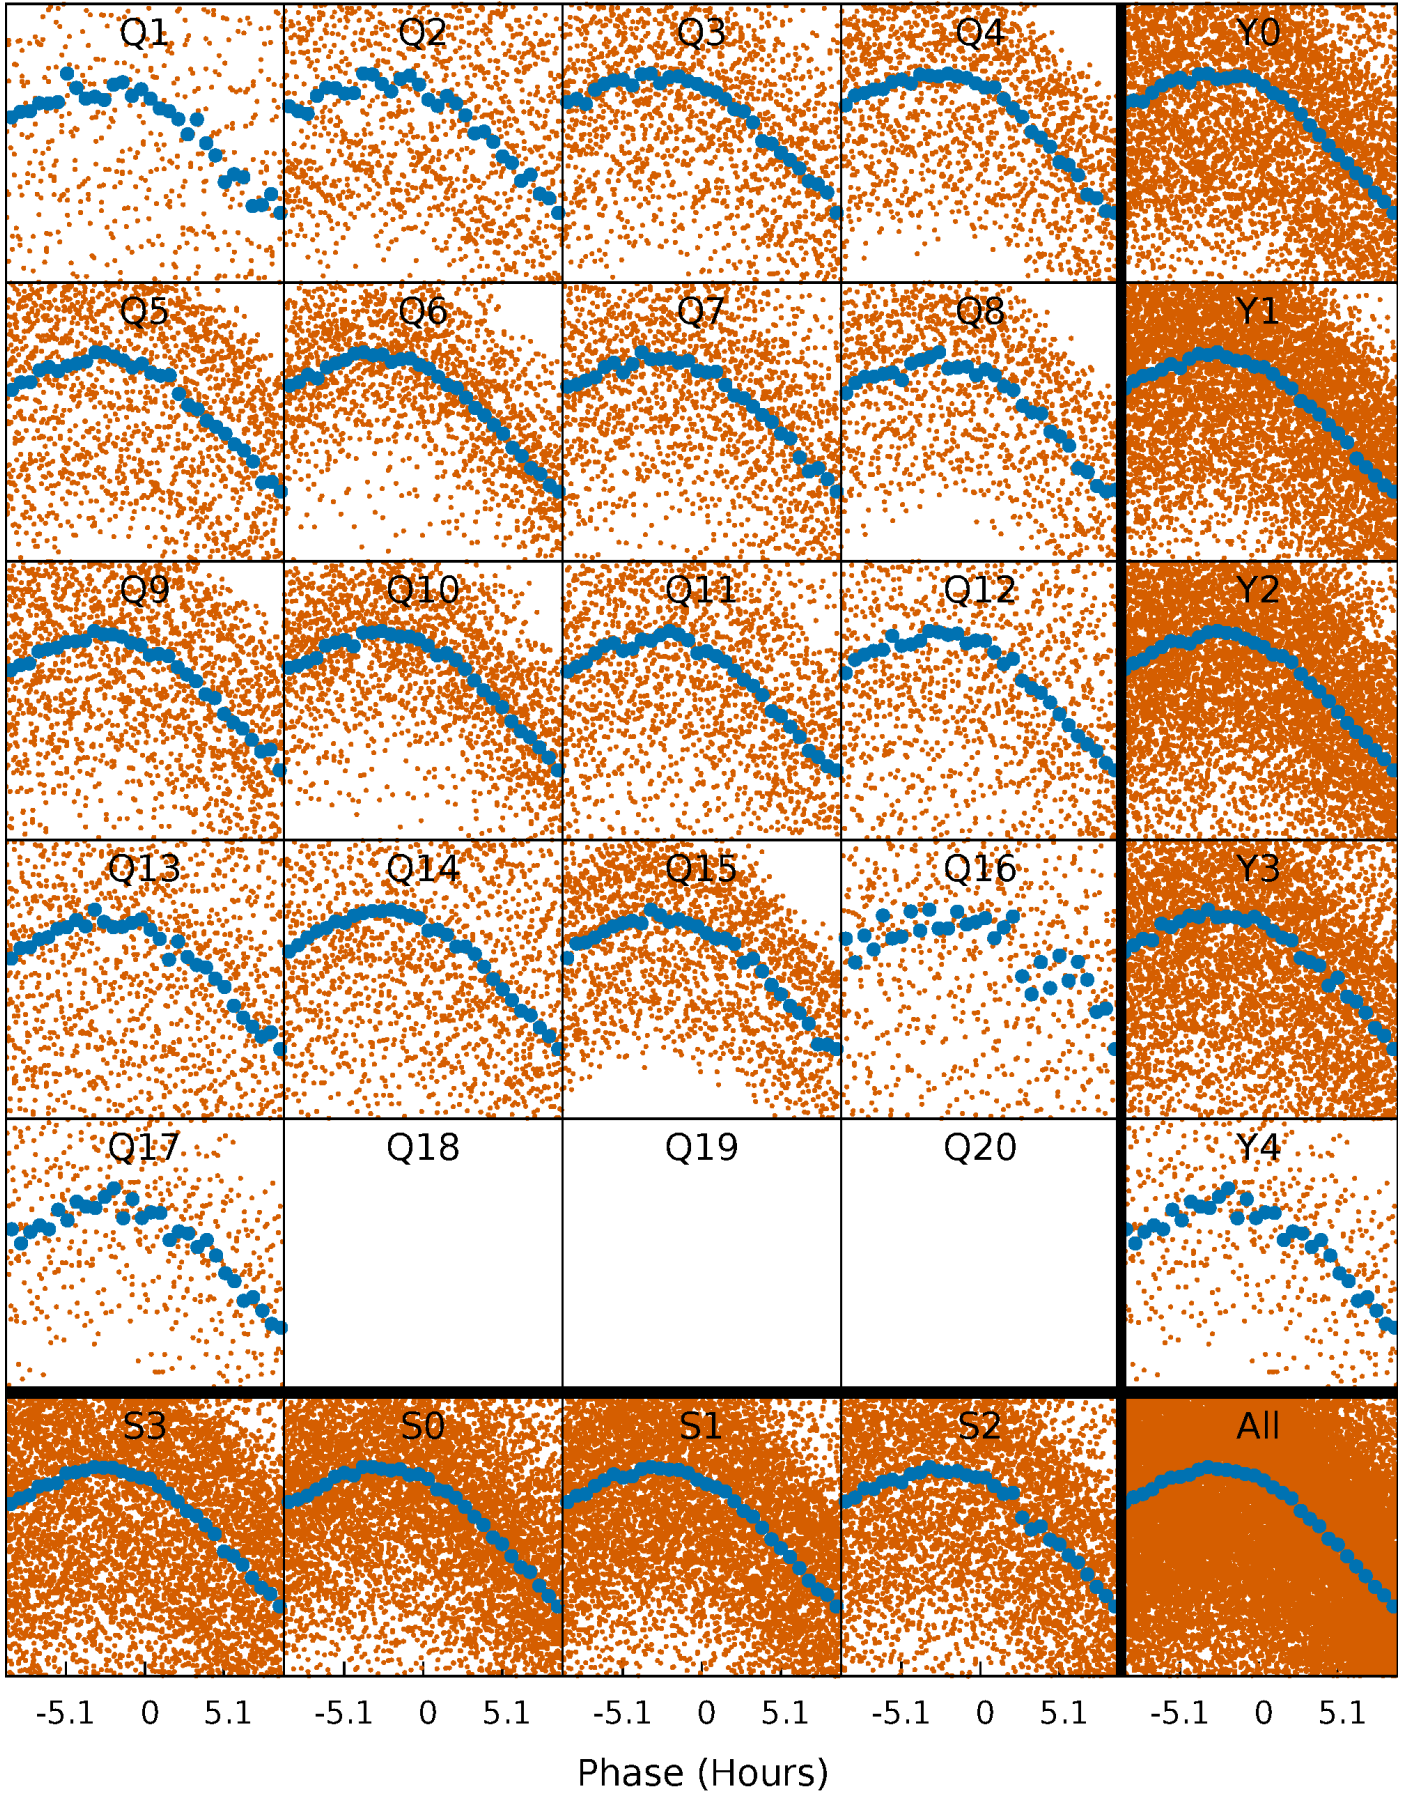 Q1 Q2 Q3 Q4 Y0
Q5 Q6 Q7 Q8 Y1
Q9 Q10 Q11 Q12 Y2
Q13 Q14 Q15 Q16 Y3
Q17 Q18 Q19 Q20 Y4
S3 S0 S1 S2 All
-5.1 0 5.1 -5.1 0 5.1 -5.1 0 5.1 -5.1 0 5.1 -5.1 0 5.1
Phase (Hours)